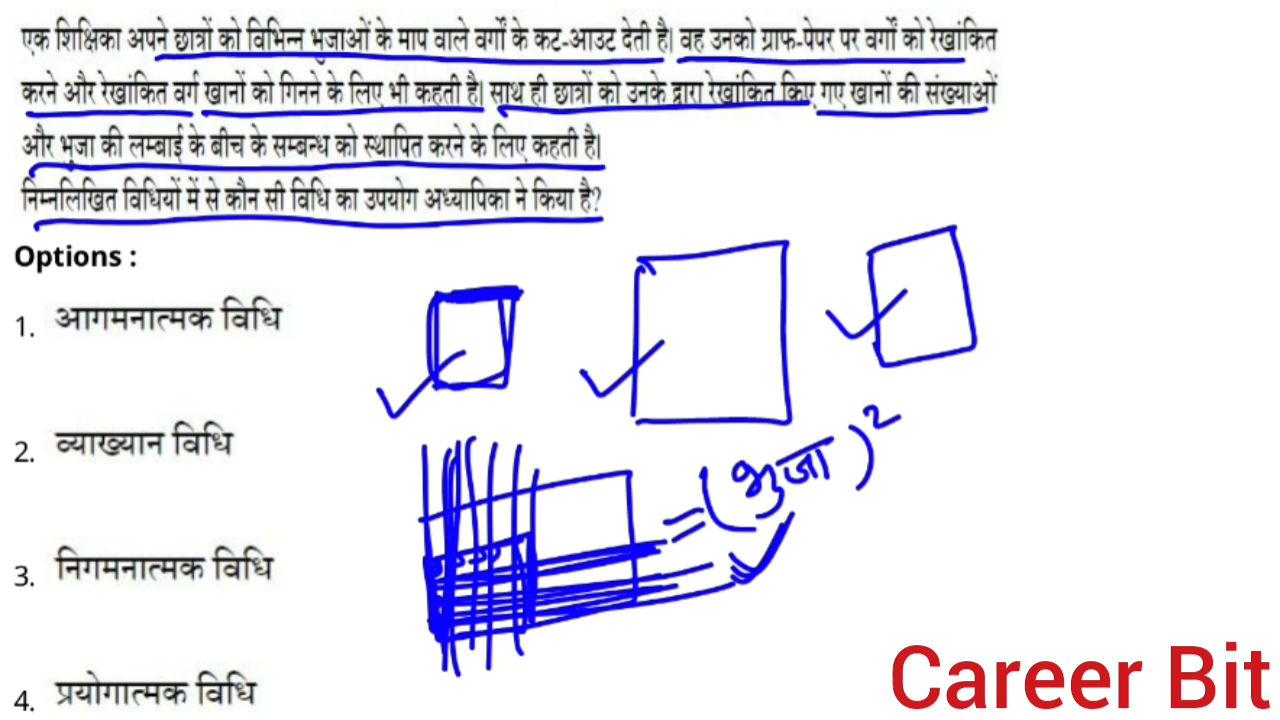 एक शिक्षिका अपने छात्रों को विभिन्न भुजाओं के माप वाले वर्गों के कट-आउट देती है। वह उनको ग्राफ-पेपर पर वर्गों को रेखांकित
करने और रेखांकित वर्ग खानों को गिनने के लिए भी कहती है। साथ ही छात्रों को उनके द्वारा रेखांकित किए गए खानों की संख्याओं
और भुजा की लम्बाई के बीच के सम्बन्ध को स्थापित करने के लिए कहती है।
निम्नलिखित विधियों में से कौन सी विधि का उपयोग अध्यापिका ने किया है?
Options :
1. आगमनात्मक विधि
2. व्याख्यान विधि
= (भुजा)²
3. निगमनात्मक विधि
4. प्रयोगात्मक विधि
Career Bit